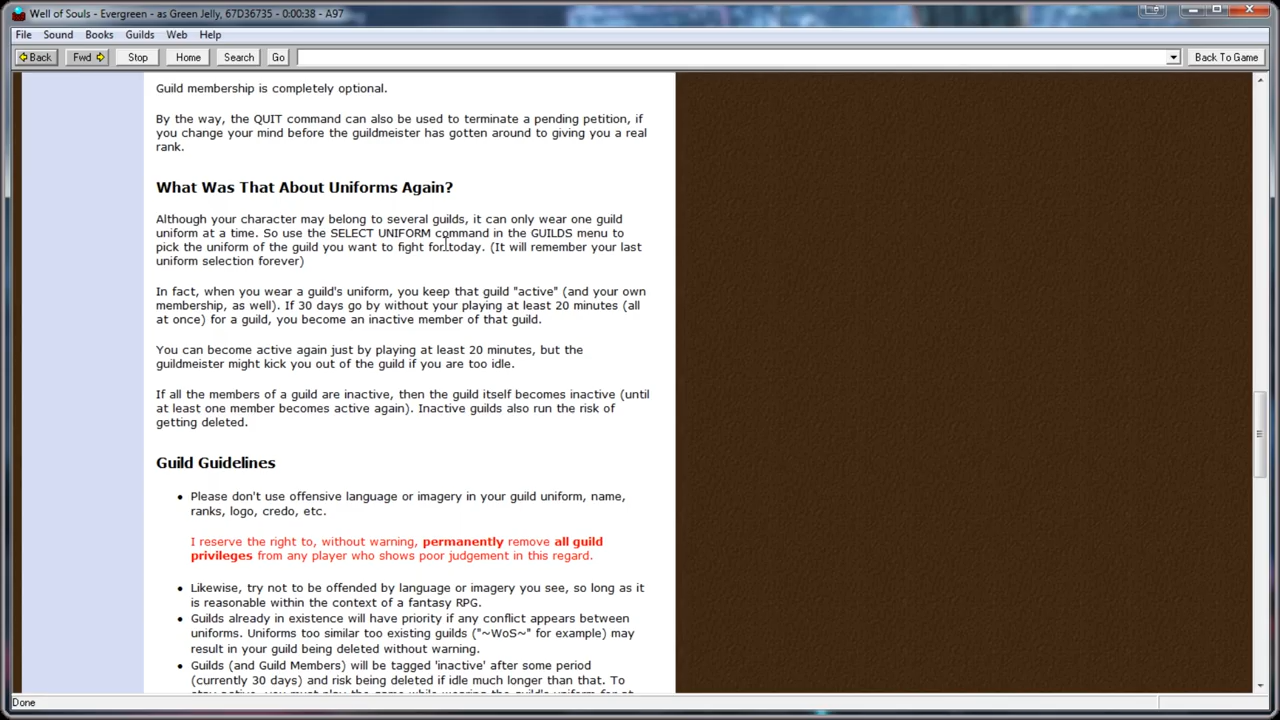 Well of Souls - Evergreen - as Green Jelly, 67D36735 - 0:00:38 - A97
File Sound Books Guilds Web Help
Back Fwd Stop Home Search Go Back To Game
Guild membership is completely optional.
By the way, the QUIT command can also be used to terminate a pending petition, if
you change your mind before the guildmeister has gotten around to giving you a real
rank.
What Was That About Uniforms Again?
Although your character may belong to several guilds, it can only wear one guild
uniform at a time. So use the SELECT UNIFORM command in the GUILDS menu to
pick the uniform of the guild you want to fight for today. (It will remember your last
uniform selection forever)
In fact, when you wear a guild's uniform, you keep that guild "active" (and your own
membership, as well). If 30 days go by without your playing at least 20 minutes (all
at once) for a guild, you become an inactive member of that guild.
You can become active again just by playing at least 20 minutes, but the
guildmeister might kick you out of the guild if you are too idle.
If all the members of a guild are inactive, then the guild itself becomes inactive (until
at least one member becomes active again). Inactive guilds also run the risk of
getting deleted.
Guild Guidelines
• Please don't use offensive language or imagery in your guild uniform, name,
ranks, logo, credo, etc.
I reserve the right to, without warning, permanently remove all guild
privileges from any player who shows poor judgement in this regard.
• Likewise, try not to be offended by language or imagery you see, so long as it
is reasonable within the context of a fantasy RPG.
• Guilds already in existence will have priority if any conflict appears between
uniforms. Uniforms too similar too existing guilds ("~WoS~" for example) may
result in your guild being deleted without warning.
• Guilds (and Guild Members) will be tagged 'inactive' after some period
(currently 30 days) and risk being deleted if idle much longer than that. To
stay active, you must play the game while wearing the guild's uniform for at
Done